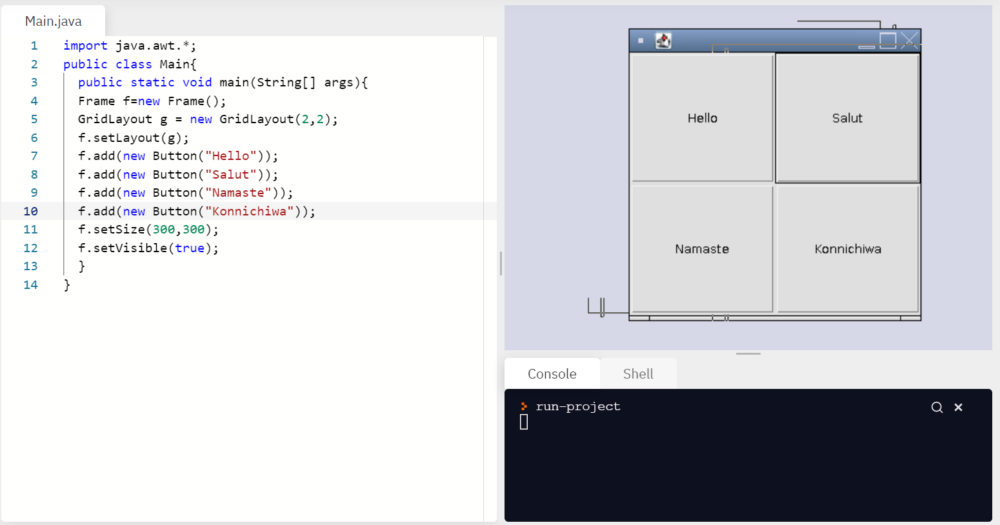 Main.java
1 import java.awt.*;
2 public class Main{
3 public static void main(String[] args){
4 Frame f=new Frame();
5 GridLayout g = new GridLayout(2,2);
6 f.setLayout(g);
7 f.add(new Button("Hello"));
8 f.add(new Button("Salut"));
9 f.add(new Button("Namaste"));
10 f.add(new Button("Konnichiwa"));
11 f.setSize(300,300);
12 f.setVisible(true);
13 }
14 }
Hello Salut
Namaste Konnichiwa
Console Shell
run-project